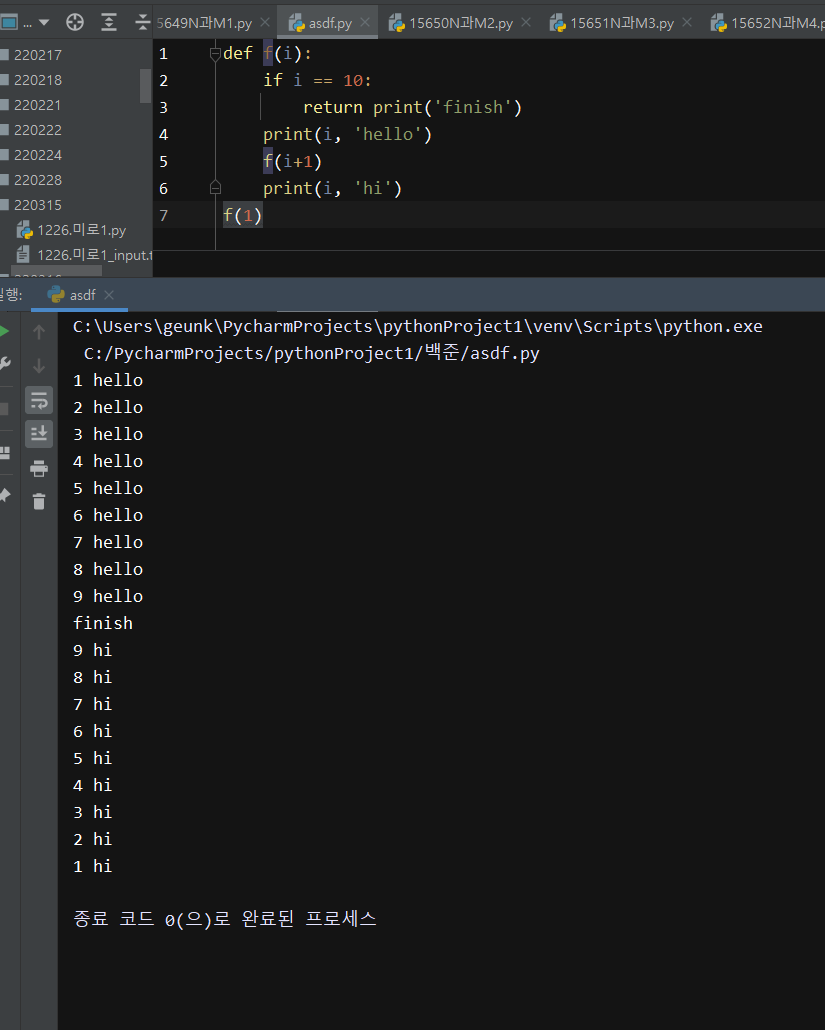 ...
5649N과M1.py
asdf.py
15650N과M2.py
15651N과M3.py
15652N과M4.p
220217
220218
220221
220222
220224
220228
220315
1226.미로1.py
1226.미로1_input.t
1 def f(i):
2 if i == 10:
3 return print('finish')
4 print(i, 'hello')
5 f(i+1)
6 print(i, 'hi')
7 f(1)
실행: asdf
C:\Users\geunk\PycharmProjects\pythonProject1\venv\Scripts\python.exe
C:/PycharmProjects/pythonProject1/백준/asdf.py
1 hello
2 hello
3 hello
4 hello
5 hello
6 hello
7 hello
8 hello
9 hello
finish
9 hi
8 hi
7 hi
6 hi
5 hi
4 hi
3 hi
2 hi
1 hi
종료 코드 0(으)로 완료된 프로세스